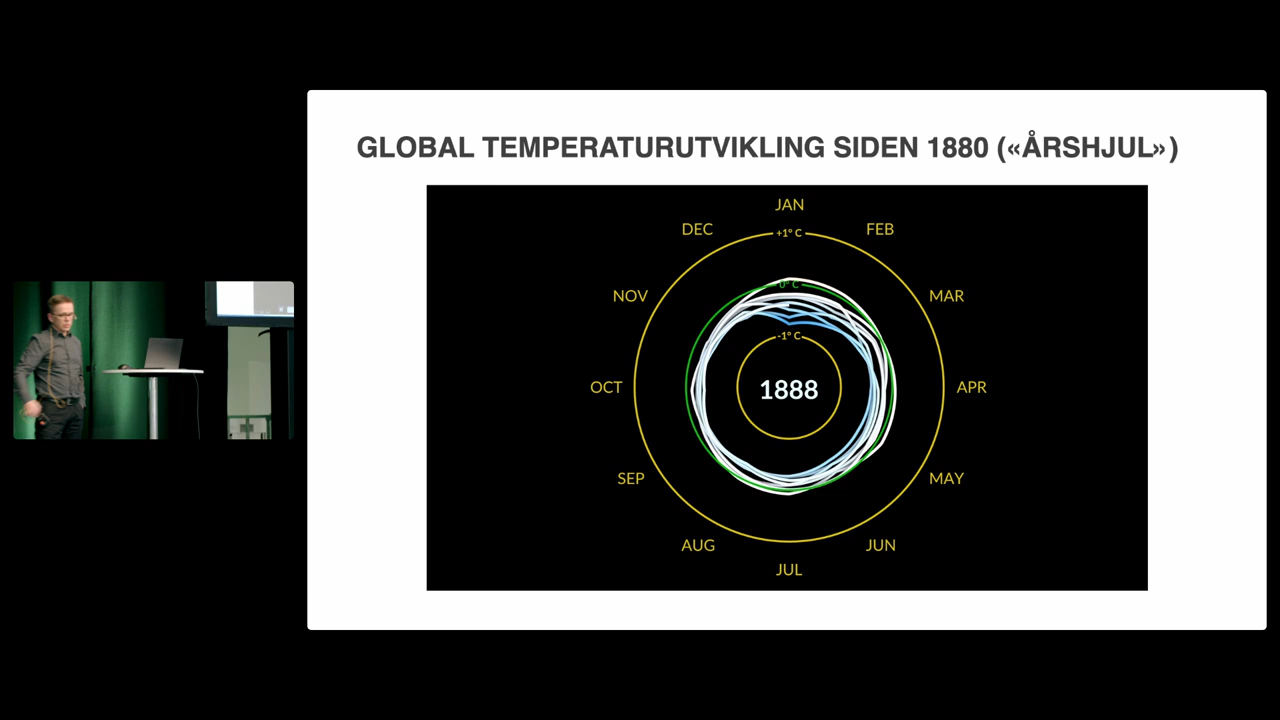 GLOBAL TEMPERATURUTVIKLING SIDEN 1880 («ÅRSHJUL»)
JAN
DEC
FEB
+1° C
0° C
NOV
MAR
-1° C
OCT
1888
APR
SEP
MAY
AUG
JUN
JUL